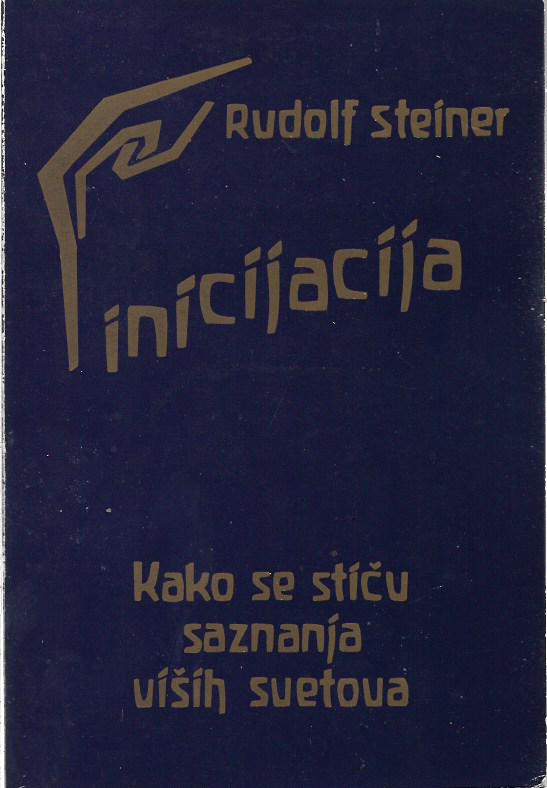 Rudolf Steiner
inicijacija
Kako se stiču
saznanja
viših svetova